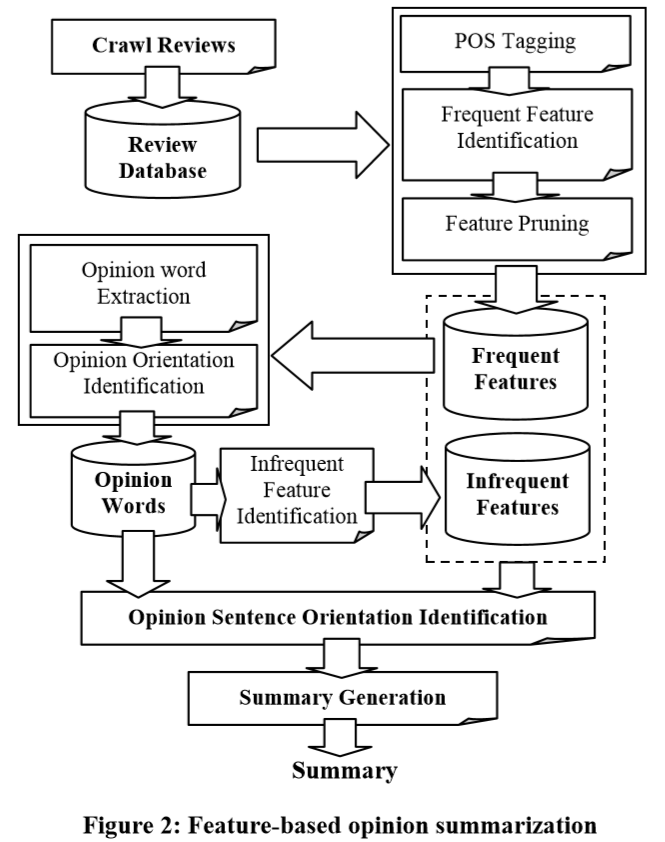 Crawl Reviews
Review
Database
POS Tagging
Frequent Feature
Identification
Feature Pruning
Opinion word
Extraction
Opinion Orientation
Identification
Frequent
Features
Opinion
Words
Infrequent
Feature
Identification
Infrequent
Features
Opinion Sentence Orientation Identification
Summary Generation
Summary
Figure 2: Feature-based opinion summarization